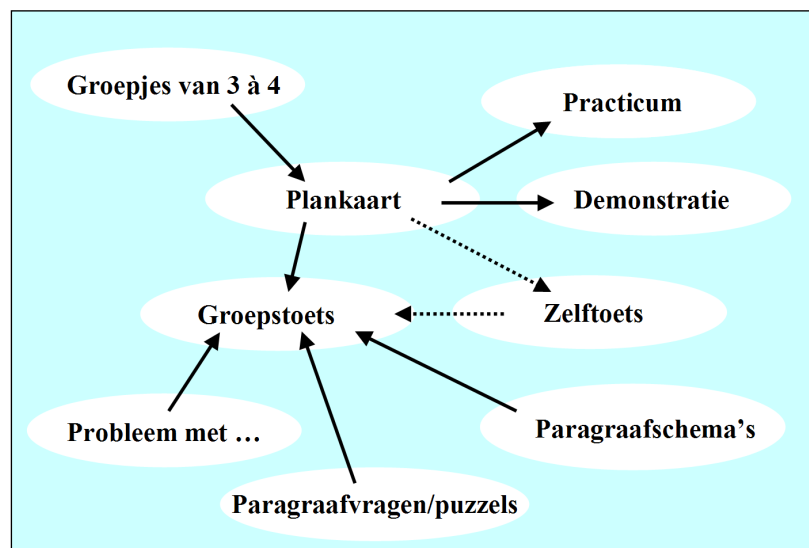 Groepjes van 3 à 4
Practicum
Plankaart
Demonstratie
Groepstoets
Zelftoets
Probleem met …
Paragraafschema’s
Paragraafvragen/puzzels